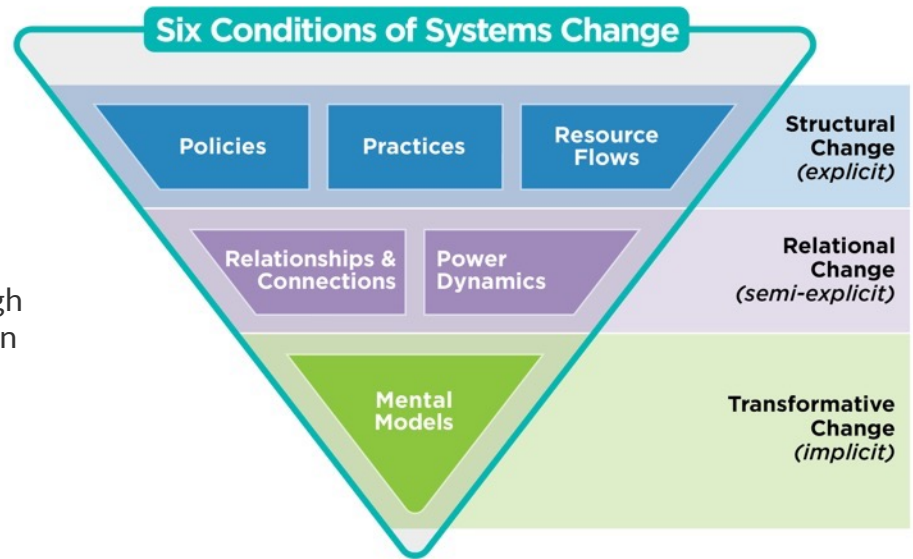 Six Conditions of Systems Change
Policies
Practices
Resource
Flows
Structural
Change
(explicit)
Relationships &
Connections
Power
Dynamics
Relational
Change
(semi-explicit)
Mental
Models
Transformative
Change
(implicit)